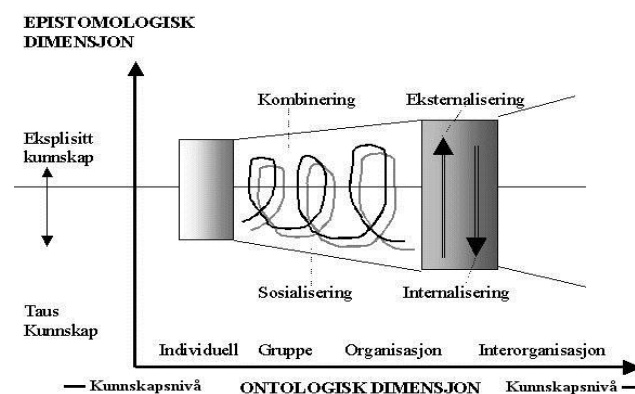 EPISTOMOLOGISK
DIMENSJON
Kombinering
Eksternalisering
Eksplisitt
kunnskap
Sosialisering
Internalisering
Taus
Kunnskap
Individuell
Gruppe
Organisasjon
Interorganisasjon
Kunnskapsnivå
ONTOLOGISK DIMENSJON
Kunnskapsnivå